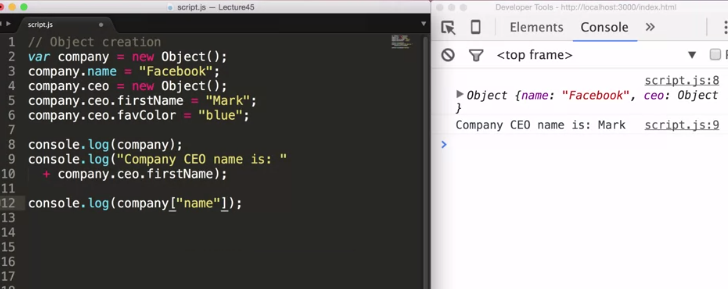 script.js — Lecture45
script.js
1 // Object creation
2 var company = new Object();
3 company.name = "Facebook";
4 company.ceo = new Object();
5 company.ceo.firstName = "Mark";
6 company.ceo.favColor = "blue";
7
8 console.log(company);
9 console.log("Company CEO name is: "
10 + company.ceo.firstName);
11
12 console.log(company["name"]);
13
14
15
16
17
18
Developer Tools - http://localhost:3000/index.html
Elements Console »
<top frame> ▼
script.js:8
▶ Object {name: "Facebook", ceo: Object
}
Company CEO name is: Mark script.js:9
>